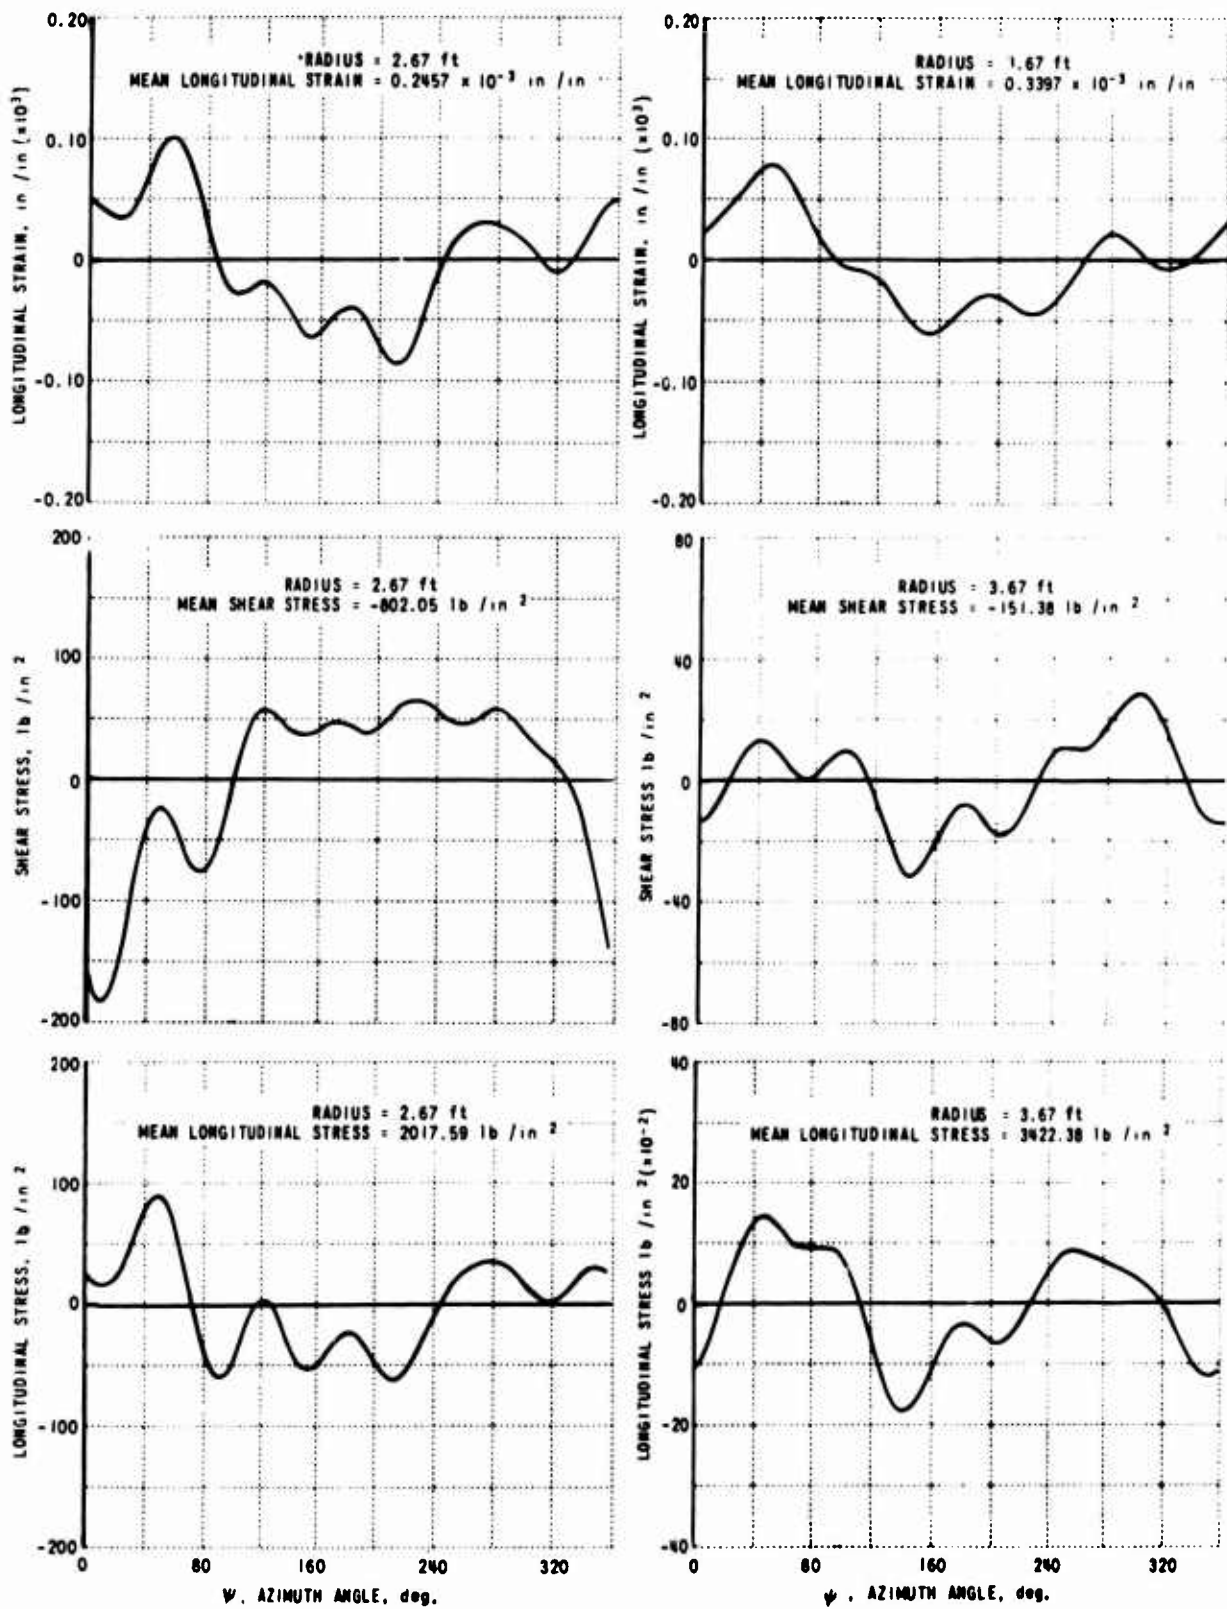 0.20
RADIUS = 2.67 ft
MEAN LONGITUDINAL STRAIN = 0.2457 x 10⁻³ in /in
0.10
0
-0.10
-0.20
LONGITUDINAL STRAIN, in /in (x10³)
0.20
RADIUS = 1.67 ft
MEAN LONGITUDINAL STRAIN = 0.3397 x 10⁻³ in /in
0.10
0
-0.10
-0.20
LONGITUDINAL STRAIN, in /in (x10³)
200
RADIUS = 2.67 ft
MEAN SHEAR STRESS = -802.05 lb /in ²
100
0
-100
-200
SHEAR STRESS, lb /in ²
80
RADIUS = 3.67 ft
MEAN SHEAR STRESS = -151.38 lb /in ²
40
0
-40
-80
SHEAR STRESS lb /in ²
200
RADIUS = 2.67 ft
MEAN LONGITUDINAL STRESS = 2017.59 lb /in ²
100
0
-100
-200
LONGITUDINAL STRESS, lb /in ²
0 80 160 240 320
ψ, AZIMUTH ANGLE, deg.
40
RADIUS = 3.67 ft
MEAN LONGITUDINAL STRESS = 3422.38 lb /in ²
20
0
-20
-40
LONGITUDINAL STRESS lb /in ² (x10⁻²)
0 80 160 240 320
ψ, AZIMUTH ANGLE, deg.